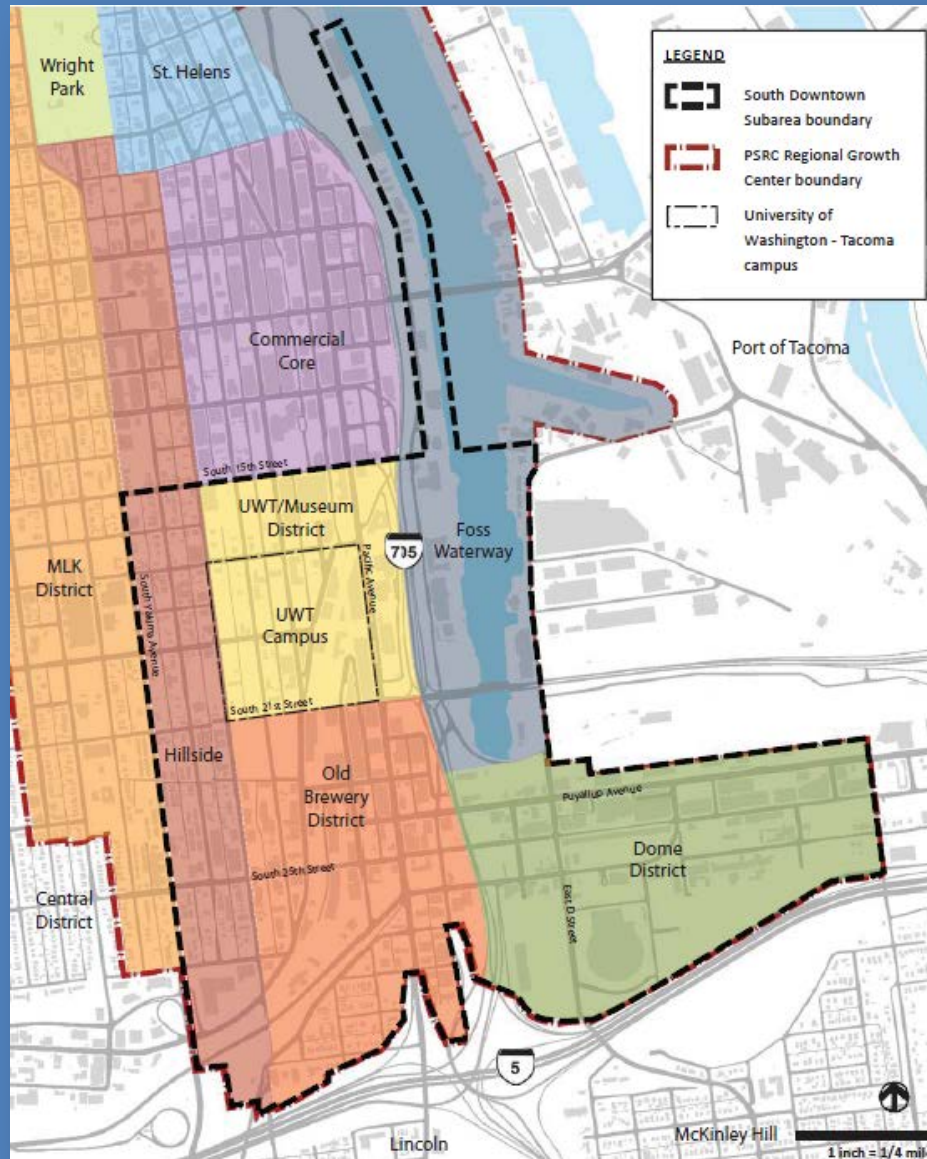 Wright
Park
St. Helens
LEGEND
South Downtown
Subarea boundary
PSRC Regional Growth
Center boundary
University of
Washington - Tacoma
campus
Commercial
Core
Port of Tacoma
South 15th Street
UWT/Museum
District
705
Foss
Waterway
MLK
District
South Yakima Avenue
Pacific Avenue
UWT
Campus
South 21st Street
Hillside
Old
Brewery
District
Puyallup Avenue
Dome
District
South 25th Street
Central
District
East D Street
5
Lincoln
McKinley Hill
1 inch = 1/4 mile